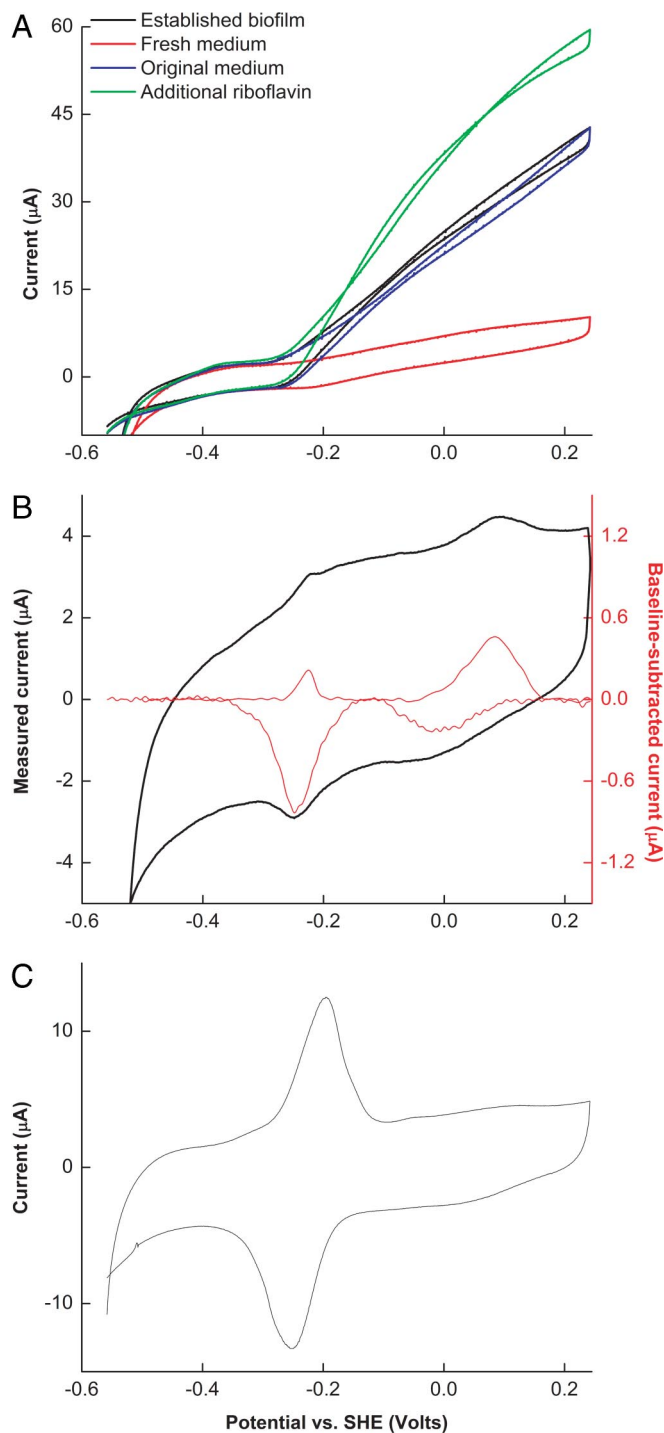 A
Established biofilm
Fresh medium
Original medium
Additional riboflavin
60
45
30
15
0
Current (µA)
-0.6 -0.4 -0.2 0.0 0.2
B
4
2
0
-2
-4
Measured current (µA)
1.2
0.6
0.0
-0.6
-1.2
Baseline-subtracted current (µA)
-0.6 -0.4 -0.2 0.0 0.2
C
10
0
-10
Current (µA)
-0.6 -0.4 -0.2 0.0 0.2
Potential vs. SHE (Volts)